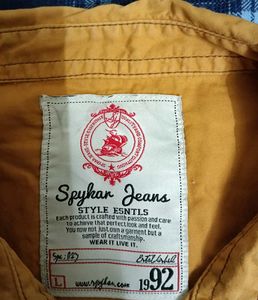 Spykar Jeans
STYLE ESNTLS
Each product is crafted with passion and care
to achieve that perfect look and feel.
You now not just own a garment but a
sample of craftsmanship.
WEAR IT LIVE IT.
L
www.spykar.com
1992